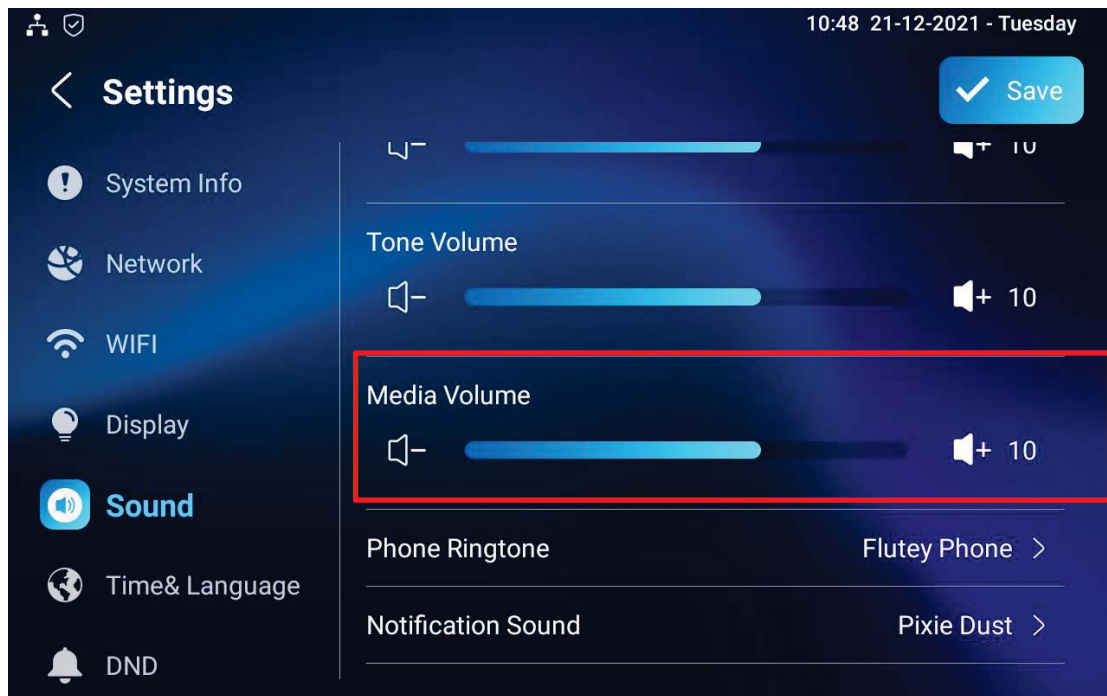 10:48 21-12-2021 - Tuesday
Settings
Save
System Info
Network
WIFI
Display
Sound
Time& Language
DND
- + 10
Tone Volume
- + 10
Media Volume
- + 10
Phone Ringtone Flutey Phone >
Notification Sound Pixie Dust >